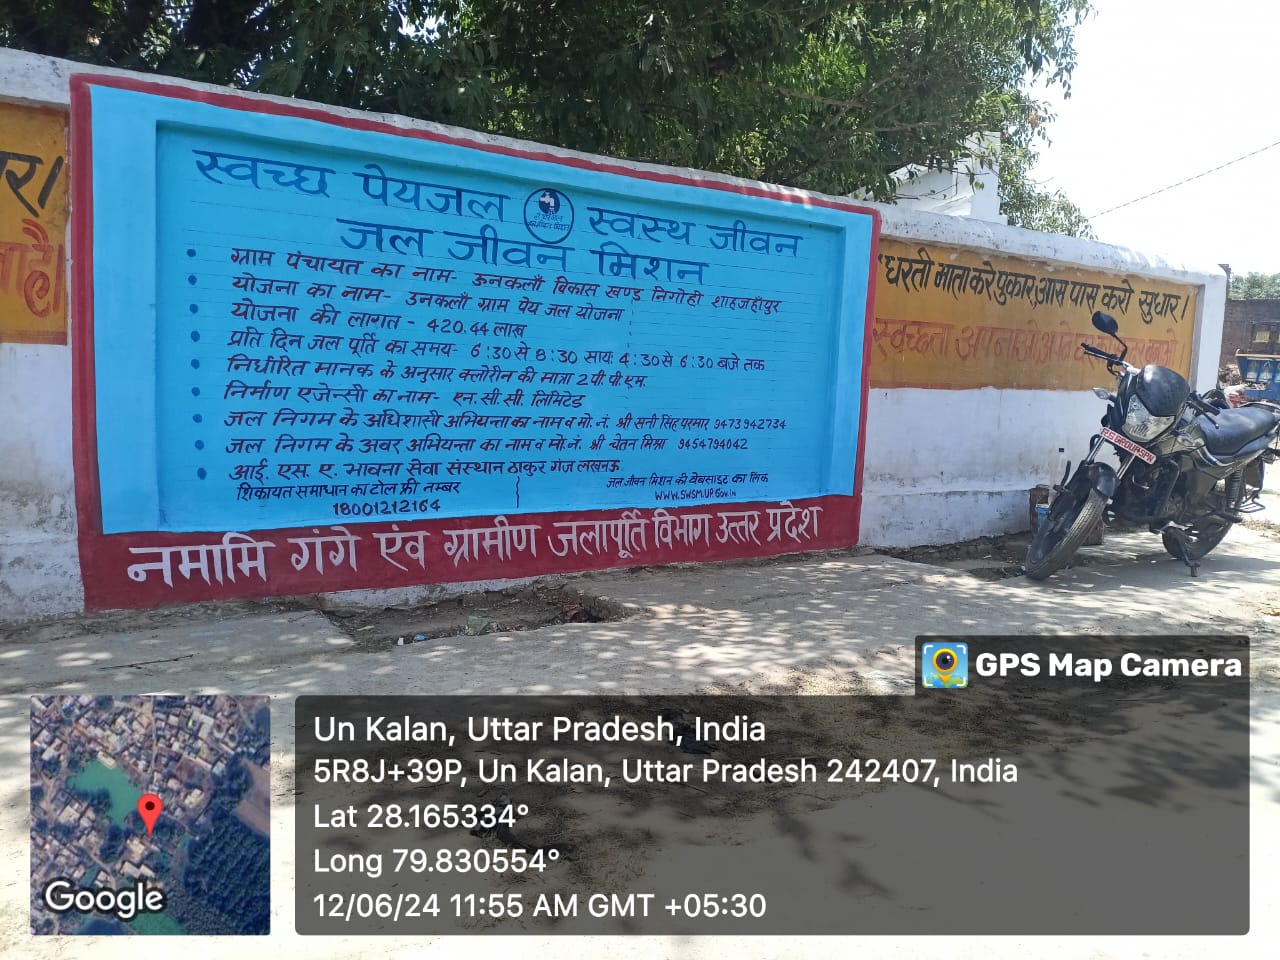 स्वच्छ पेयजल स्वस्थ जीवन
जल जीवन मिशन
ग्राम पंचायत का नाम- ऊनकलाँ विकास खण्ड निगोही शाहजहाँपुर
योजना का नाम- उनकलाँ ग्राम पेय जल योजना
योजना की लागत - 420.44 लाख
प्रति दिन जल पूर्ति का समय- 6:30 से 8:30 सायः 4:30 से 6:30 बजे तक
निर्धारित मानक के अनुसार क्लोरीन की मात्रा 2 पी.पी.एम.
निर्माण एजेन्सी का नाम- एन.सी.सी. लिमिटेड
जल निगम के अधिशासी अभियन्ता का नाम व मो. नं. श्री सनी सिंह परमार 9473942734
जल निगम के अवर अभियन्ता का नाम व मो.नं. श्री चेतन मिश्रा 9454794042
आई. एस. ए. भावना सेवा संस्थान ठाकुर गंज लखनऊ
शिकायत समाधान का टोल फ्री नम्बर
18001212164
जल जीवन मिशन की वेबसाइट का लिंक
WWW.SWSM.UP.Gov.iN
नमामि गंगे एंव ग्रामीण जलापूर्ति विभाग उत्तर प्रदेश
र।
है।
धरती माता करे पुकार, आस पास करो सुधार।
स्वच्छता अपनाओ
GPS Map Camera
Un Kalan, Uttar Pradesh, India
5R8J+39P, Un Kalan, Uttar Pradesh 242407, India
Lat 28.165334°
Long 79.830554°
12/06/24 11:55 AM GMT +05:30
Google